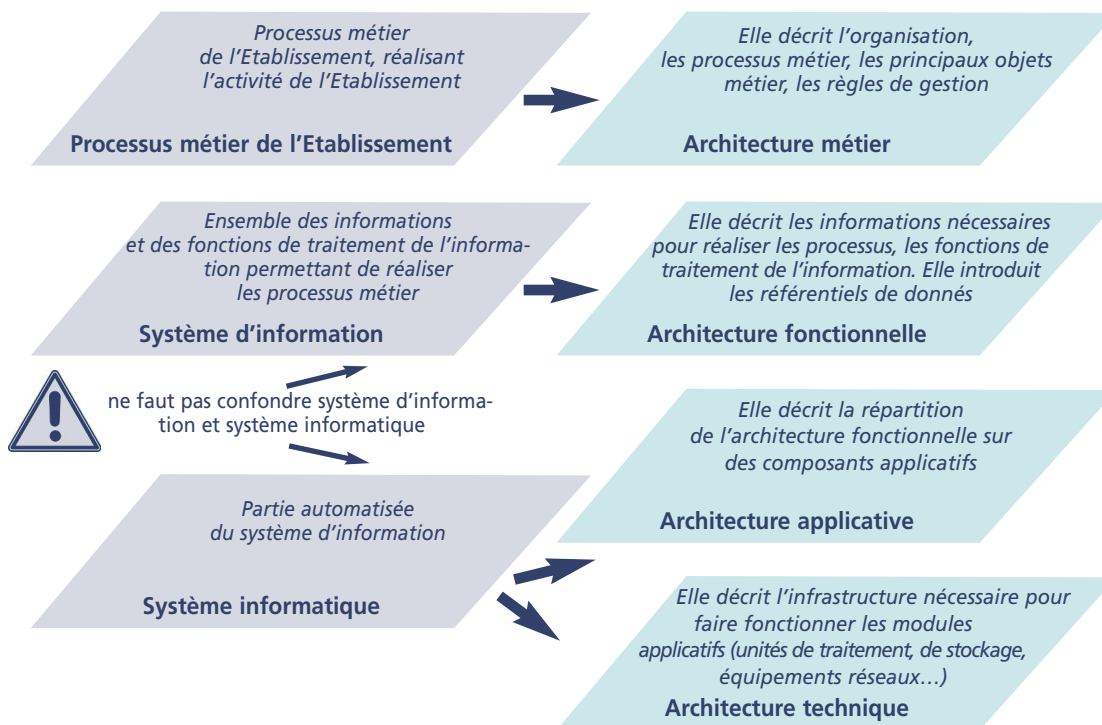 Processus métier
de l'Etablissement, réalisant
l'activité de l'Etablissement
Processus métier de l'Etablissement
Elle décrit l'organisation,
les processus métier, les principaux objets
métier, les règles de gestion
Architecture métier
Ensemble des informations
et des fonctions de traitement de l'informa-
tion permettant de réaliser
les processus métier
Système d'information
Elle décrit les informations nécessaires
pour réaliser les processus, les fonctions de
traitement de l'information. Elle introduit
les référentiels de donnés
Architecture fonctionnelle
ne faut pas confondre système d'informa-
tion et système informatique
Elle décrit la répartition
de l'architecture fonctionnelle sur
des composants applicatifs
Architecture applicative
Partie automatisée
du système d'information
Système informatique
Elle décrit l'infrastructure nécessaire pour
faire fonctionner les modules
applicatifs (unités de traitement, de stockage,
équipements réseaux…)
Architecture technique